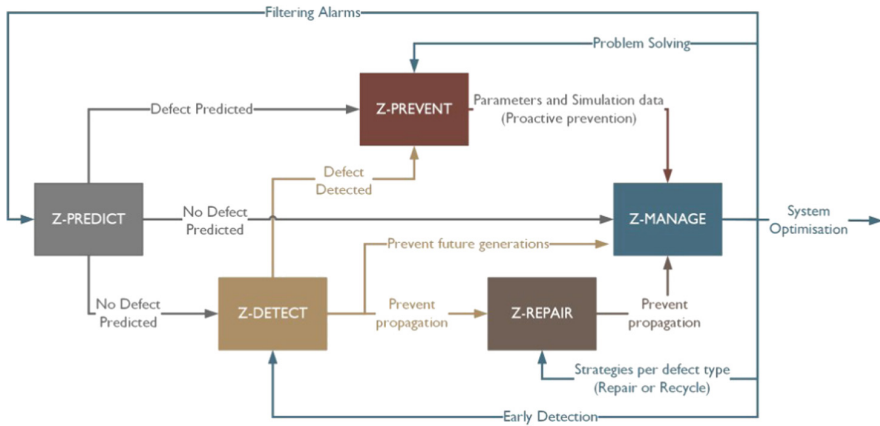 Filtering Alarms
Problem Solving
Z-PREVENT
Defect Predicted
Parameters and Simulation data
(Proactive prevention)
Defect
Detected
Z-PREDICT
No Defect
Predicted
Z-MANAGE
System
Optimisation
Prevent future generations
No Defect
Predicted
Z-DETECT
Prevent
propagation
Z-REPAIR
Prevent
propagation
Strategies per defect type
(Repair or Recycle)
Early Detection